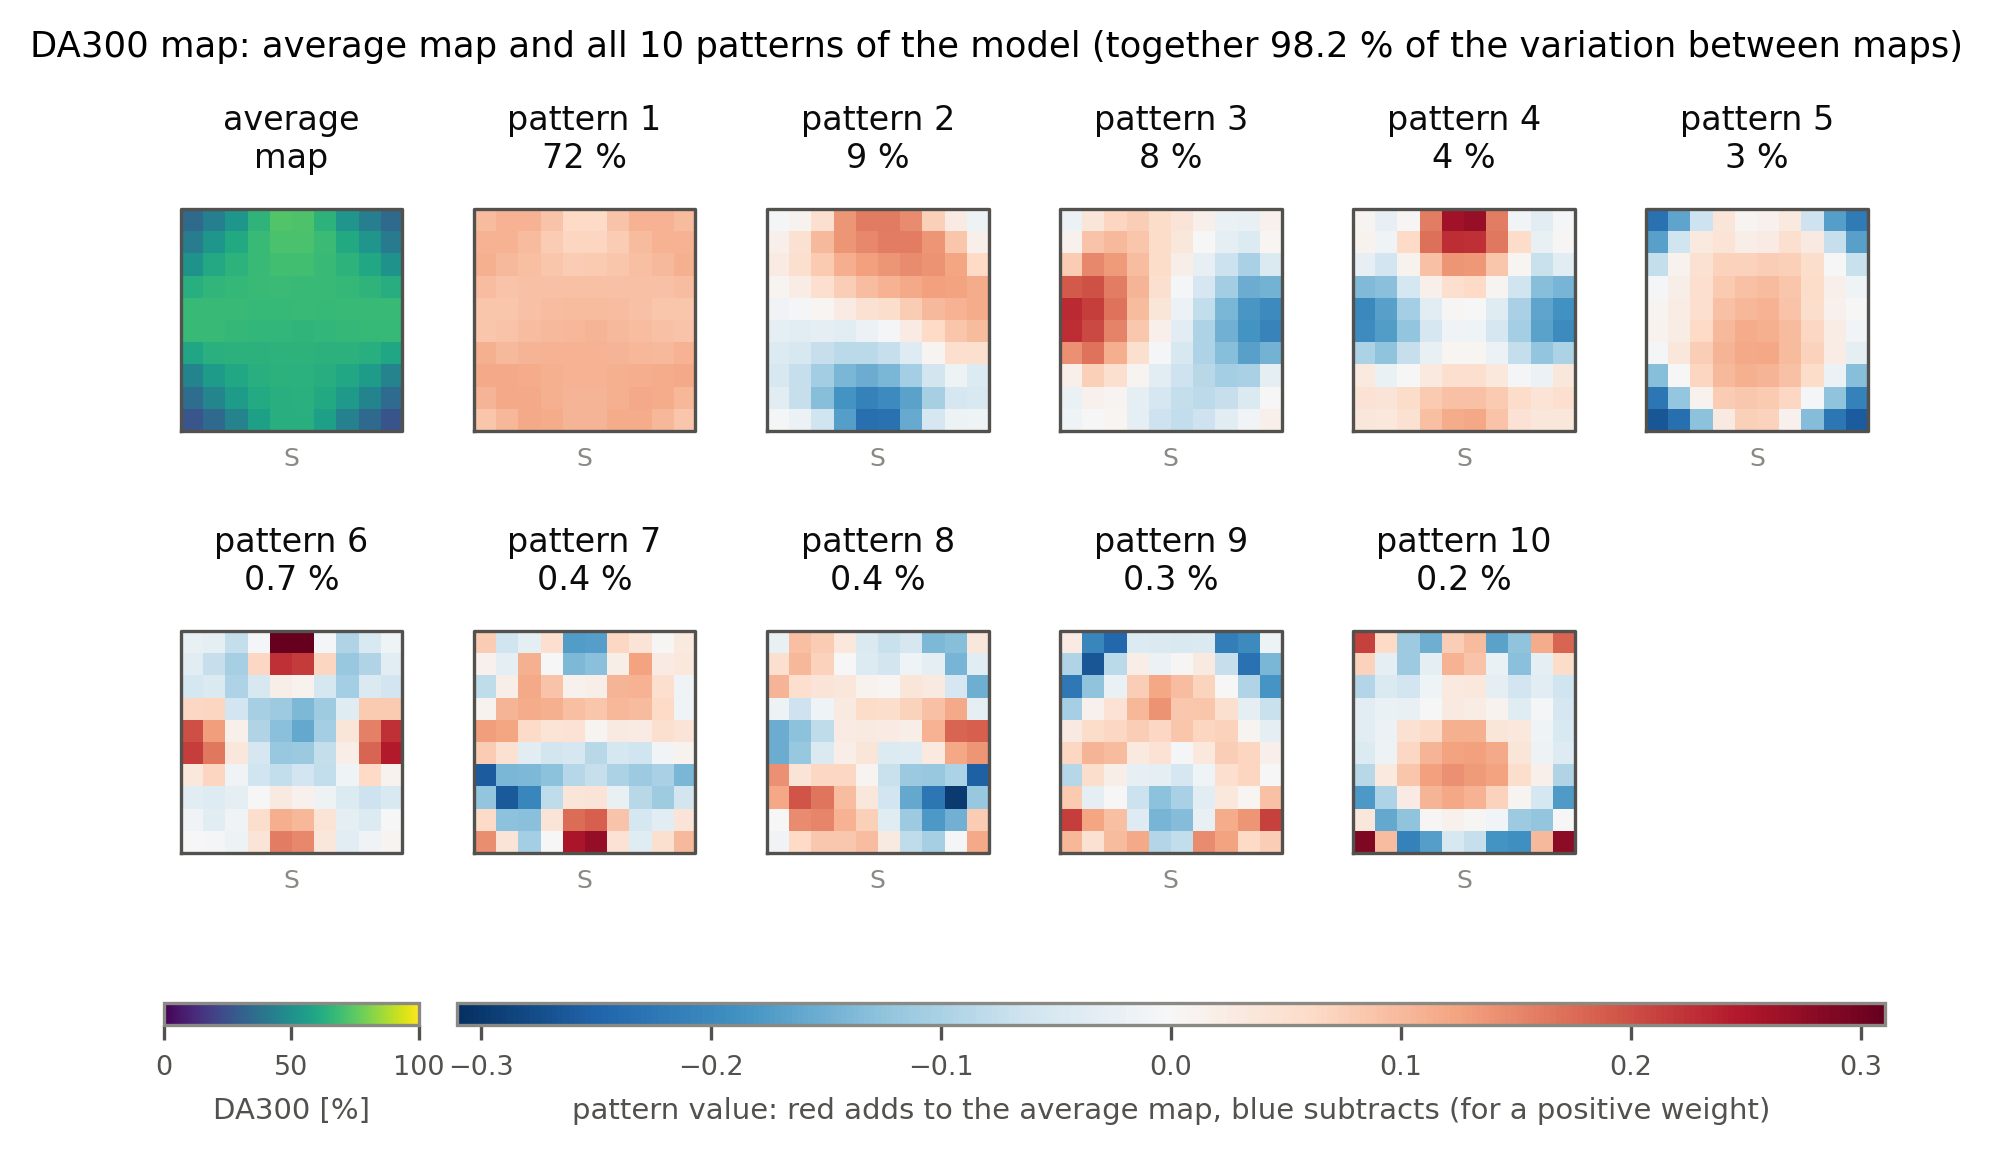 DA300 map: average map and all 10 patterns of the model (together 98.2 % of the variation between maps)
average map
pattern 1 72 %
pattern 2 9 %
pattern 3 8 %
pattern 4 4 %
pattern 5 3 %
S S S S S S
pattern 6 0.7 %
pattern 7 0.4 %
pattern 8 0.4 %
pattern 9 0.3 %
pattern 10 0.2 %
S S S S S
0 50 100
DA300 [%]
−0.3 −0.2 −0.1 0.0 0.1 0.2 0.3
pattern value: red adds to the average map, blue subtracts (for a positive weight)